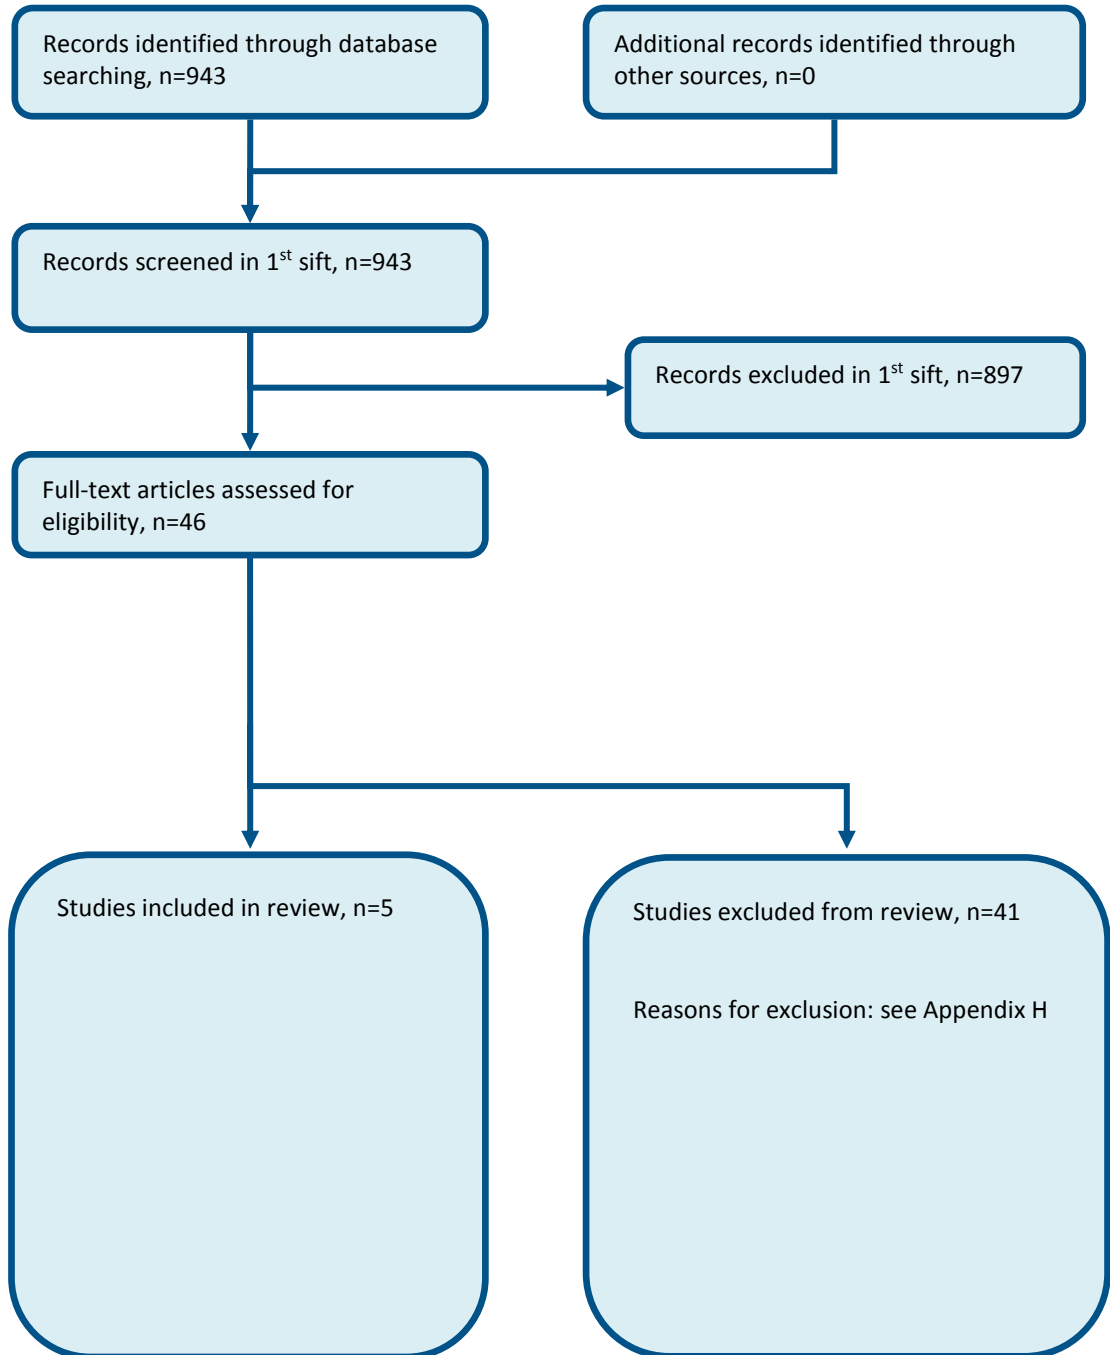 Records identified through database
searching, n=943
Additional records identified through
other sources, n=0
Records screened in 1st sift, n=943
Records excluded in 1st sift, n=897
Full-text articles assessed for
eligibility, n=46
Studies included in review, n=5
Studies excluded from review, n=41
Reasons for exclusion: see Appendix H